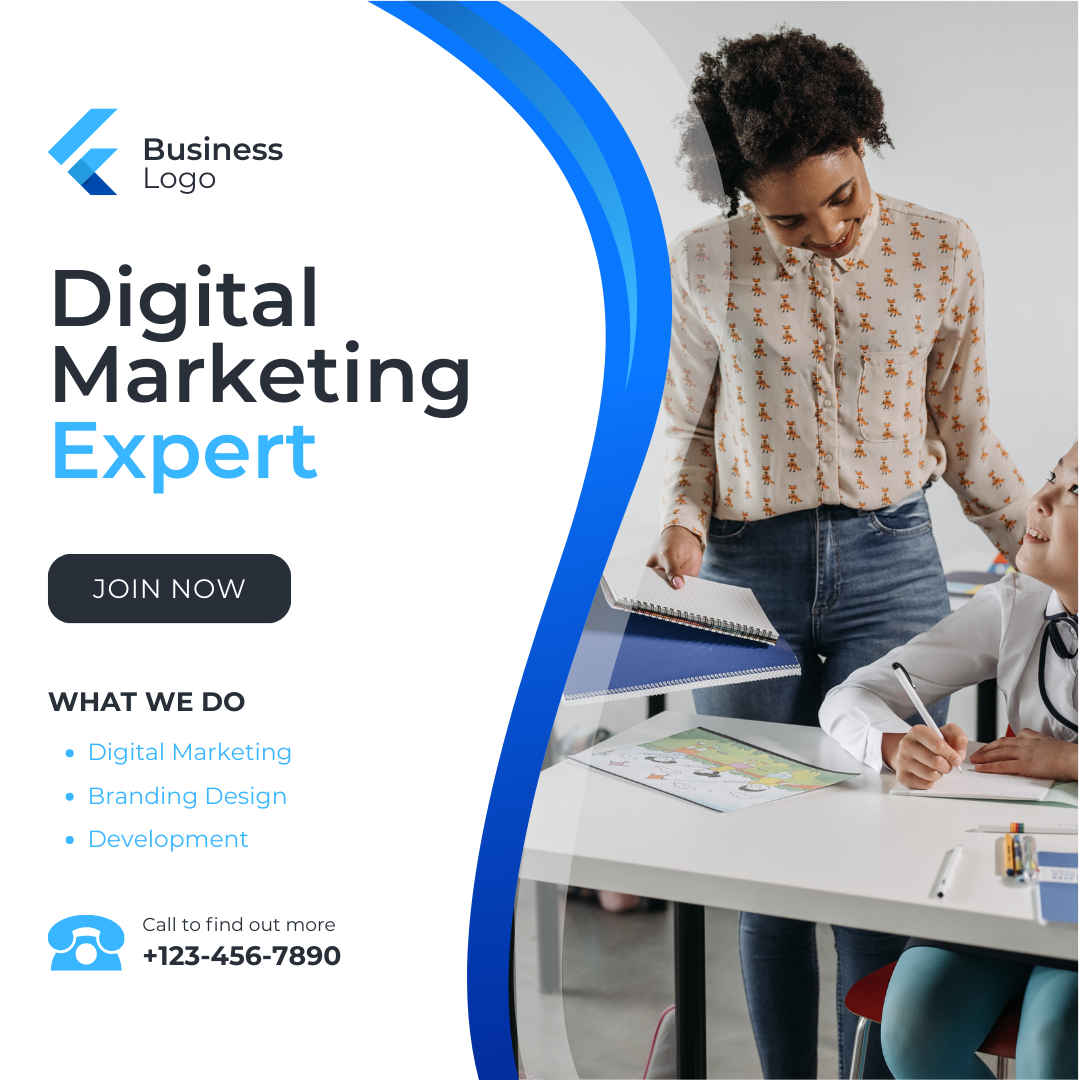 Business
Logo
Digital
Marketing
Expert
JOIN NOW
WHAT WE DO
• Digital Marketing
• Branding Design
• Development
Call to find out more
+123-456-7890